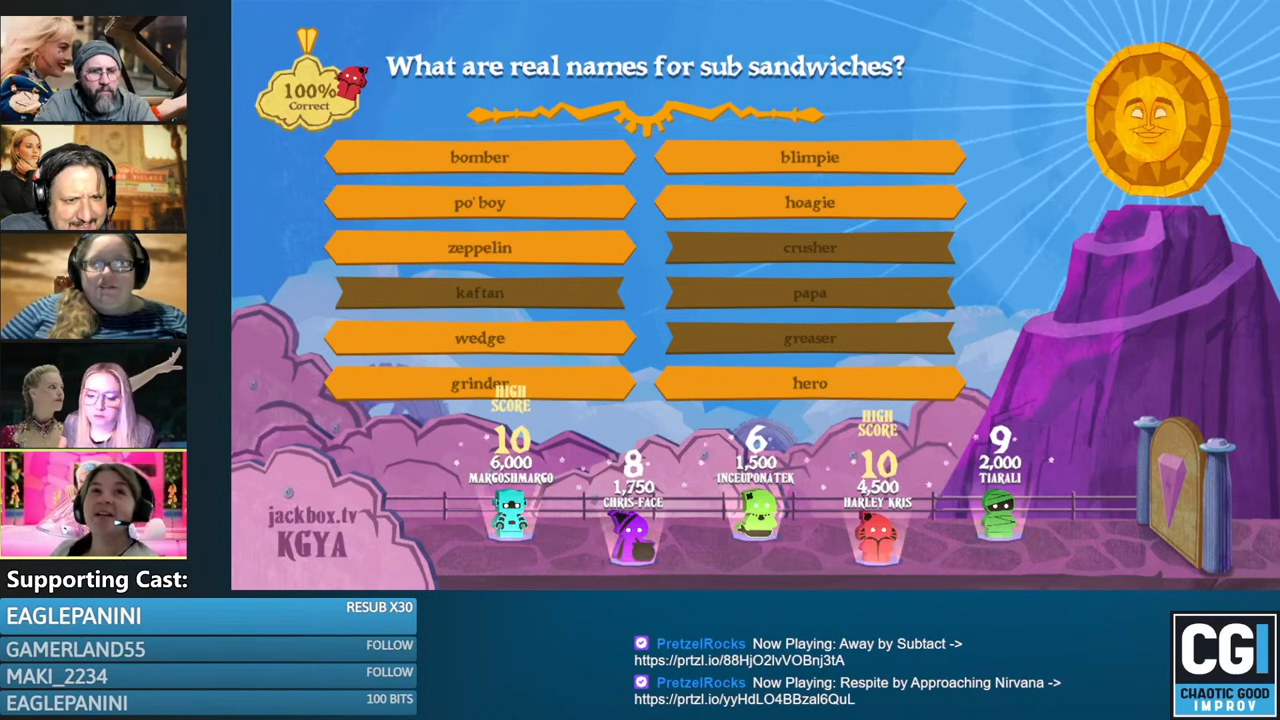 What are real names for sub sandwiches?
100%
Correct
bomber
blimpie
po' boy
hoagie
zeppelin
crusher
kaftan
papa
wedge
greaser
grinder
hero
HIGH
SCORE
10
6,000
MARGOSHMARGO
8
1,750
CHRIS-FACE
6
1,500
INCEUPONATEK
HIGH
SCORE
10
4,500
HARLEY KRIS
9
2,000
TIARALI
jackbox.tv
KGYA
Supporting Cast:
EAGLEPANINI RESUB X30
GAMERLAND55 FOLLOW
MAKI_2234 FOLLOW
EAGLEPANINI 100 BITS
PretzelRocks Now Playing: Away by Subtact ->
https://prtzl.io/88HjO2lvVOBnj3tA
PretzelRocks Now Playing: Respite by Approaching Nirvana ->
https://prtzl.io/yyHdLO4BBzal6QuL
CGI
CHAOTIC GOOD
IMPROV